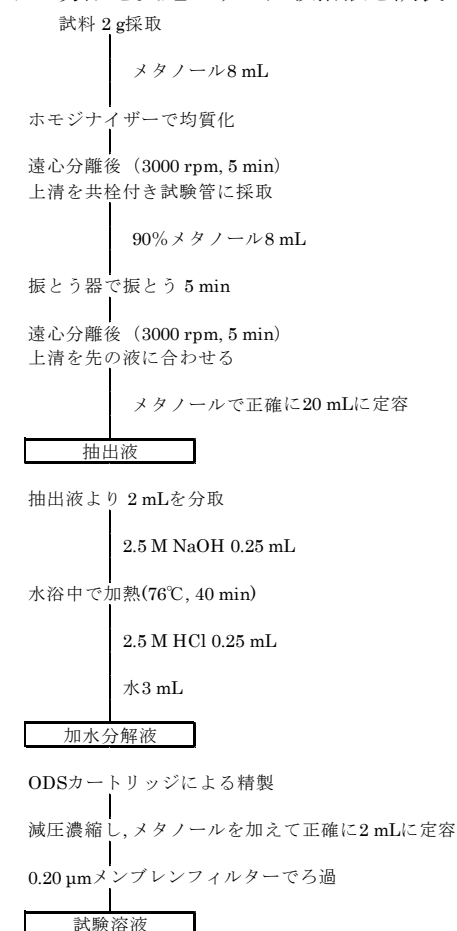 試料 2 g採取
メタノール8 mL
ホモジナイザーで均質化
遠心分離後（3000 rpm, 5 min）
上清を共栓付き試験管に採取
90％メタノール8 mL
振とう器で振とう 5 min
遠心分離後（3000 rpm, 5 min）
上清を先の液に合わせる
メタノールで正確に20 mLに定容
抽出液
抽出液より 2 mLを分取
2.5 M NaOH 0.25 mL
水浴中で加熱(76℃, 40 min)
2.5 M HCl 0.25 mL
水3 mL
加水分解液
ODSカートリッジによる精製
減圧濃縮し, メタノールを加えて正確に2 mLに定容
0.20 µmメンブレンフィルターでろ過
試験溶液